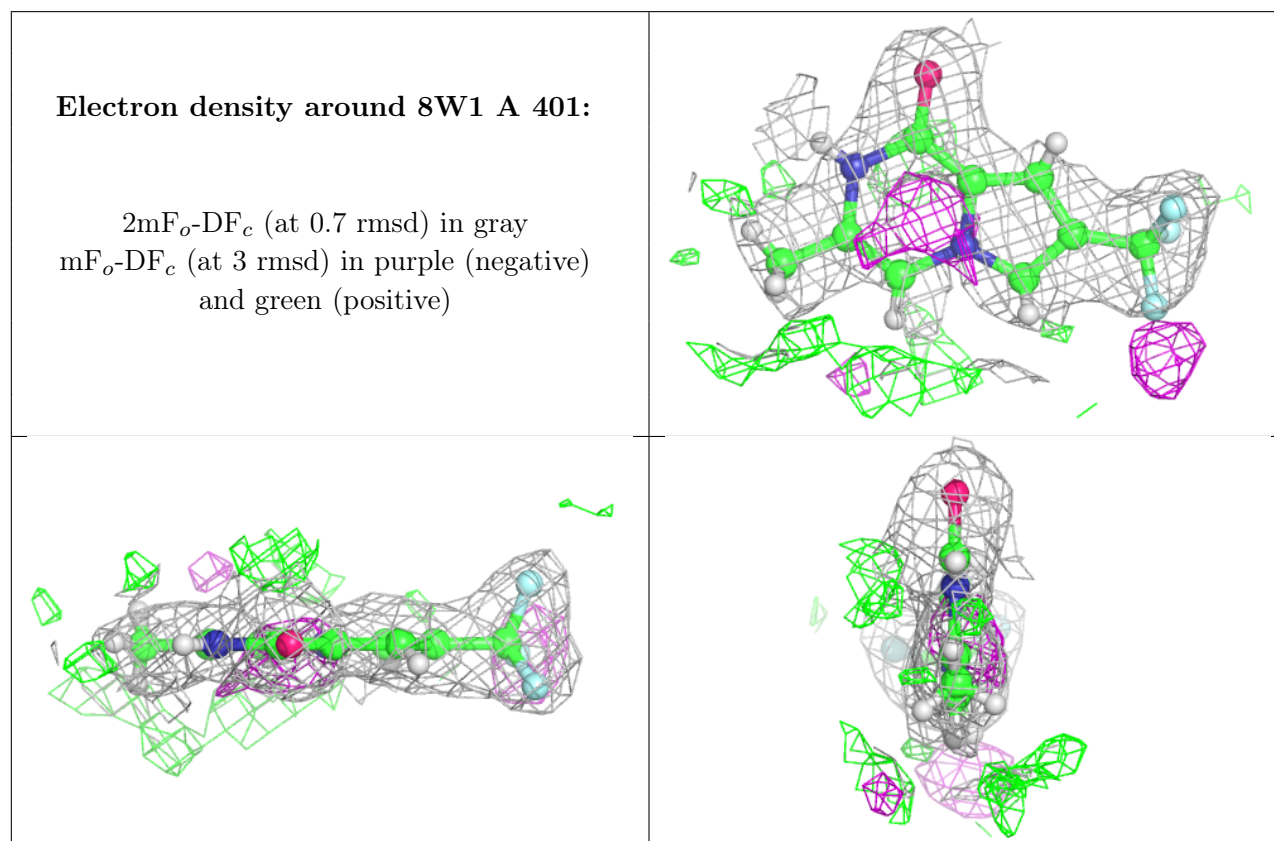 Electron density around 8W1 A 401:
2mFo-DFc (at 0.7 rmsd) in gray
mFo-DFc (at 3 rmsd) in purple (negative)
and green (positive)